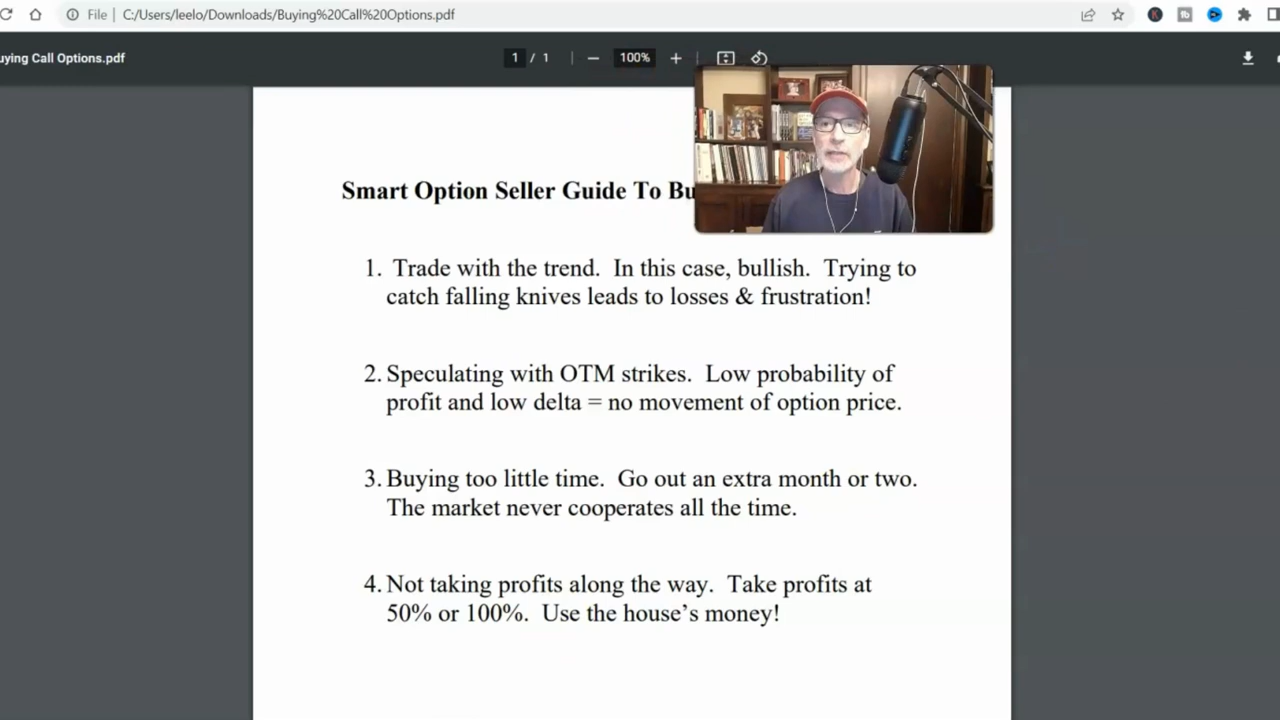 File
C:/Users/leelo/Downloads/Buying%20Call%20Options.pdf
uying Call Options.pdf
1 / 1
100%
Smart Option Seller Guide To Bu
1. Trade with the trend. In this case, bullish. Trying to
catch falling knives leads to losses & frustration!
2. Speculating with OTM strikes. Low probability of
profit and low delta = no movement of option price.
3. Buying too little time. Go out an extra month or two.
The market never cooperates all the time.
4. Not taking profits along the way. Take profits at
50% or 100%. Use the house's money!